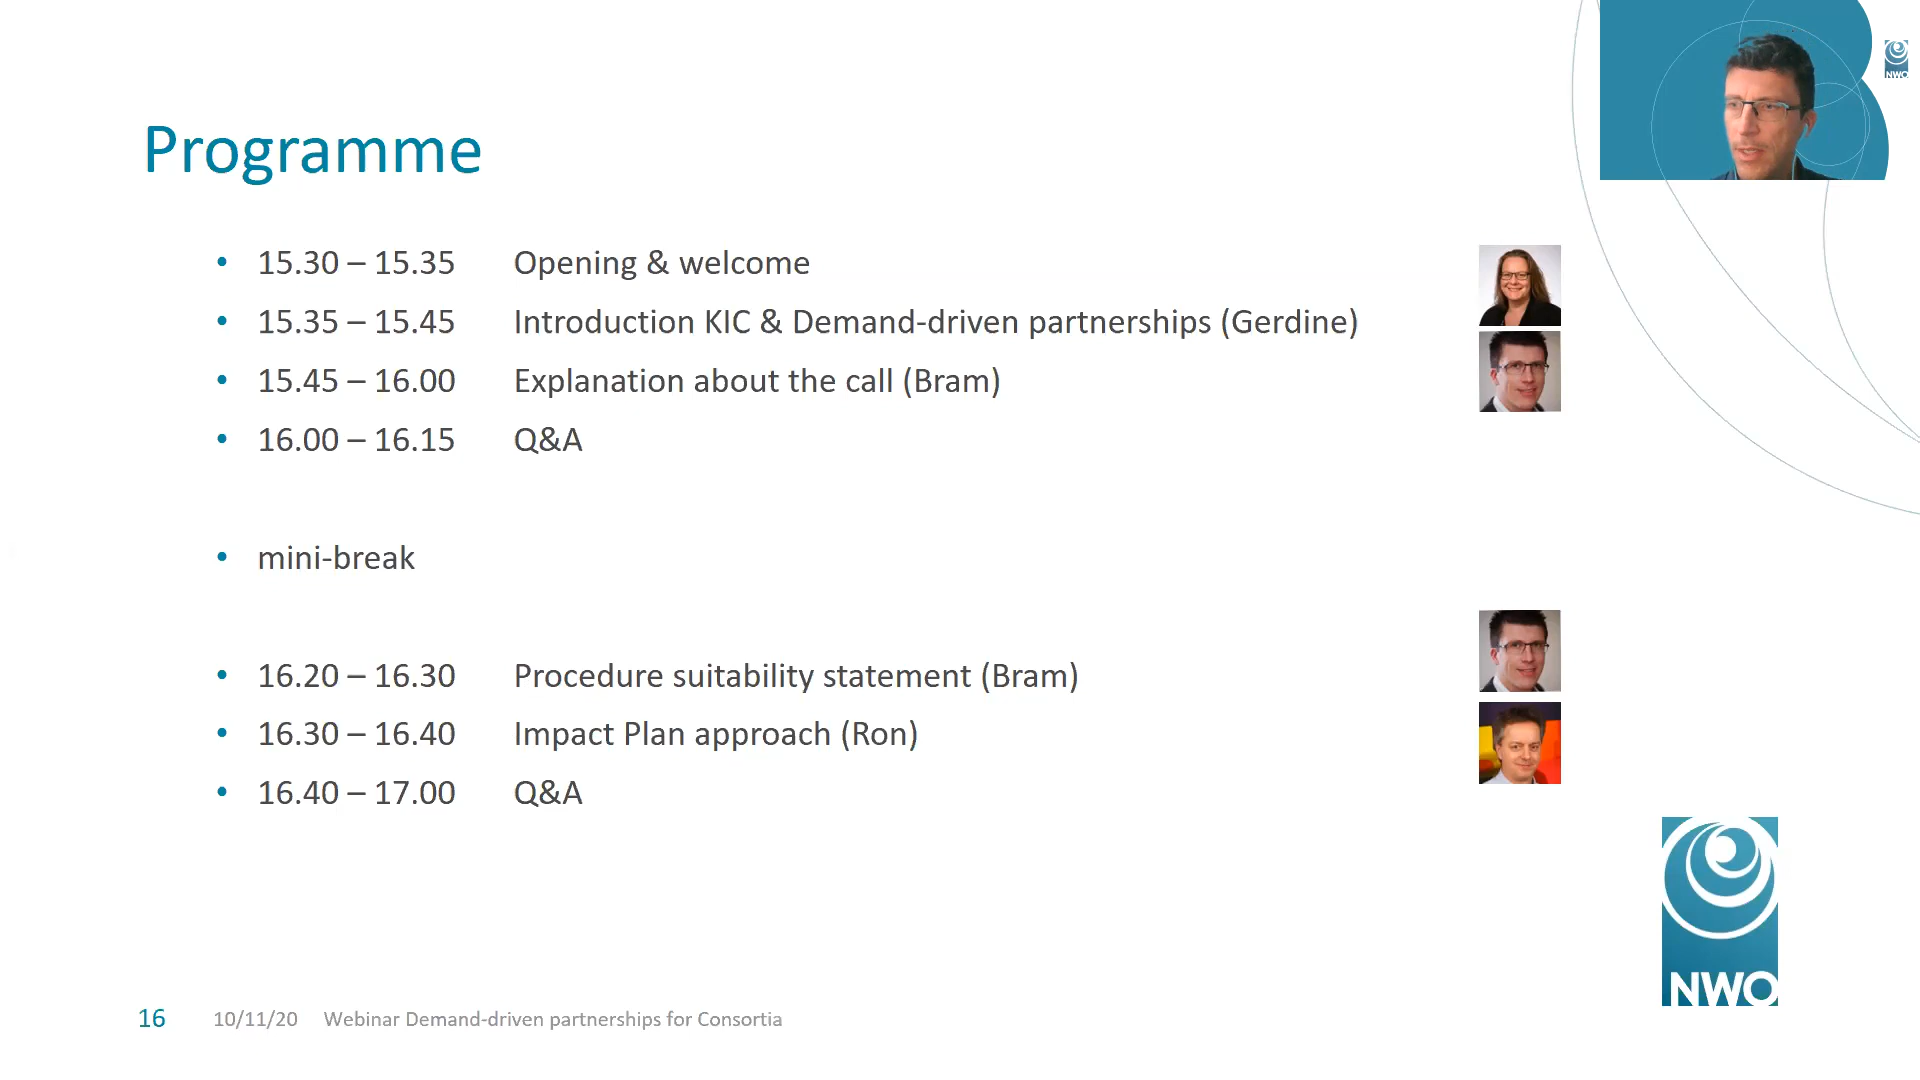 NWO
Programme
• 15.30 – 15.35 Opening & welcome
• 15.35 – 15.45 Introduction KIC & Demand-driven partnerships (Gerdine)
• 15.45 – 16.00 Explanation about the call (Bram)
• 16.00 – 16.15 Q&A
• mini-break
• 16.20 – 16.30 Procedure suitability statement (Bram)
• 16.30 – 16.40 Impact Plan approach (Ron)
• 16.40 – 17.00 Q&A
NWO
16 10/11/20 Webinar Demand-driven partnerships for Consortia